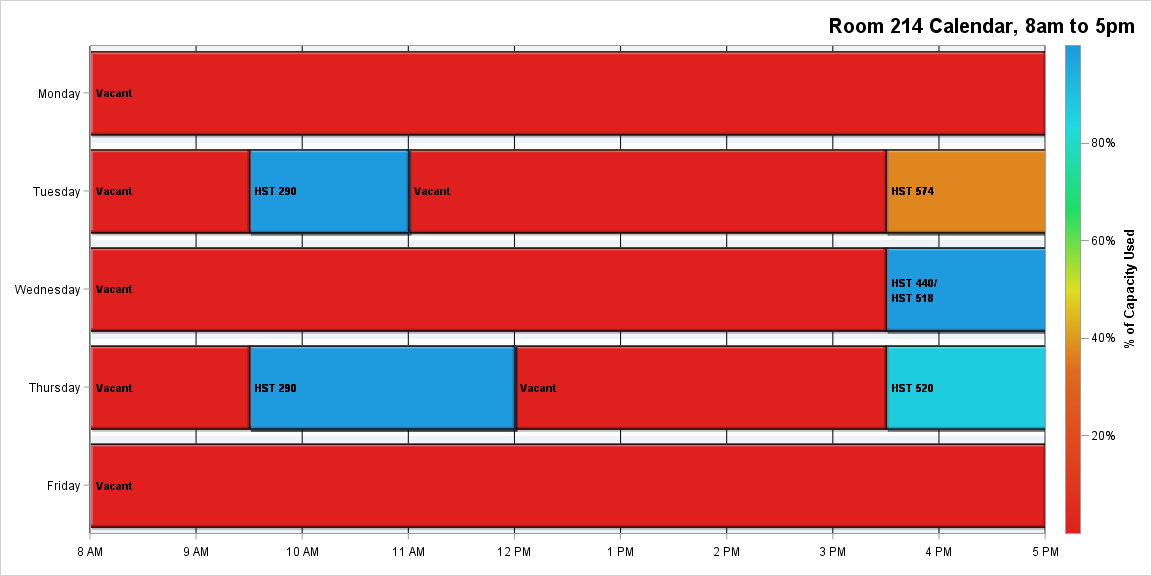 Room 214 Calendar, 8am to 5pm
Monday
Vacant
Tuesday
Vacant
HST 290
Vacant
HST 574
Wednesday
Vacant
HST 440/
HST 518
Thursday
Vacant
HST 290
Vacant
HST 520
Friday
Vacant
8 AM
9 AM
10 AM
11 AM
12 PM
1 PM
2 PM
3 PM
4 PM
5 PM
80%
60%
40%
20%
% of Capacity Used